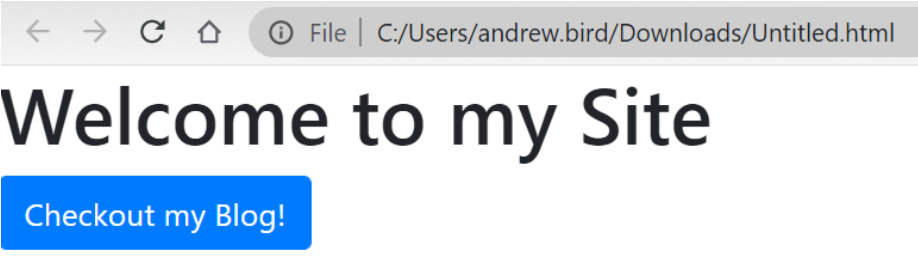 File | C:/Users/andrew.bird/Downloads/Untitled.html
Welcome to my Site
Checkout my Blog!